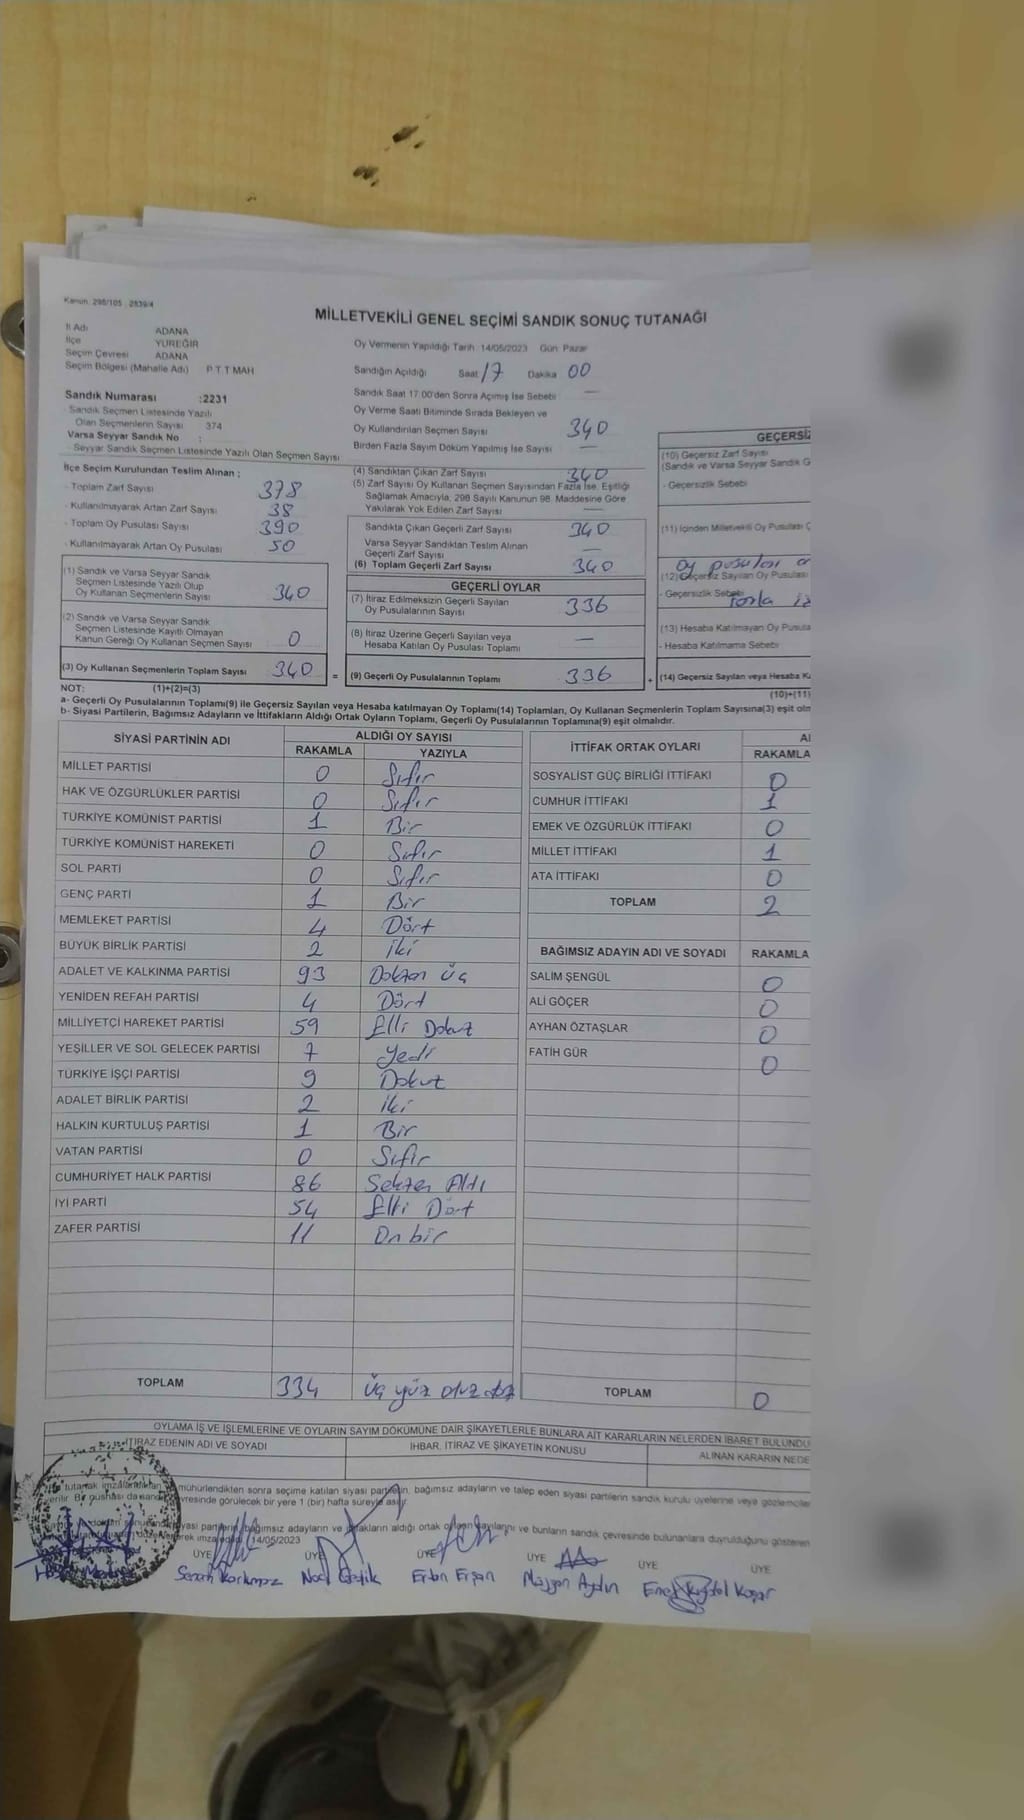 Kanun: 298/105 - 2839/4
MİLLETVEKİLİ GENEL SEÇİMİ SANDIK SONUÇ TUTANAĞI
İl Adı ADANA
İlçe YÜREĞİR
Seçim Çevresi ADANA
Seçim Bölgesi (Mahalle Adı) P T T MAH
Sandık Numarası :2231
Sandık Seçmen Listesinde Yazılı
Olan Seçmenlerin Sayısı 374
Varsa Seyyar Sandık No :
Seyyar Sandık Seçmen Listesinde Yazılı Olan Seçmen Sayısı
Oy Vermenin Yapıldığı Tarih: 14/05/2023 Gün: Pazar
Sandığın Açıldığı Saat 17 Dakika 00
Sandık Saat 17.00'den Sonra Açımış İse Sebebi —
Oy Verme Saati Bitiminde Sırada Bekleyen ve
Oy Kullandırılan Seçmen Sayısı 340
Birden Fazla Sayım Döküm Yapılmış İse Sayısı —
İlçe Seçim Kurulundan Teslim Alınan ;
- Toplam Zarf Sayısı 378
- Kullanılmayarak Artan Zarf Sayısı 38
- Toplam Oy Pusulası Sayısı 390
- Kullanılmayarak Artan Oy Pusulası 50
(1) Sandık ve Varsa Seyyar Sandık
Seçmen Listesinde Yazılı Olup
Oy Kullanan Seçmenlerin Sayısı 340
(2) Sandık ve Varsa Seyyar Sandık
Seçmen Listesinde Kayıtlı Olmayan
Kanun Gereği Oy Kullanan Seçmen Sayısı 0
(3) Oy Kullanan Seçmenlerin Toplam Sayısı 340 =
(4) Sandıktan Çıkan Zarf Sayısı 340
(5) Zarf Sayısı Oy Kullanan Seçmen Sayısından Fazla İse, Eşitliği
Sağlamak Amacıyla, 298 Sayılı Kanunun 98. Maddesine Göre
Yakılarak Yok Edilen Zarf Sayısı —
Sandıkta Çıkan Geçerli Zarf Sayısı 340
Varsa Seyyar Sandıktan Teslim Alınan
Geçerli Zarf Sayısı —
(6) Toplam Geçerli Zarf Sayısı 340
GEÇERLİ OYLAR
(7) İtiraz Edilmeksizin Geçerli Sayılan
Oy Pusulalarının Sayısı 336
(8) İtiraz Üzerine Geçerli Sayılan veya
Hesaba Katılan Oy Pusulası Toplamı —
(9) Geçerli Oy Pusulalarının Toplamı 336 +
GEÇERSİZ
(10) Geçersiz Zarf Sayısı
(Sandık ve Varsa Seyyar Sandık G
- Geçersizlik Sebebi
(11) İçinden Milletvekili Oy Pusulası Ç
oy pusulası
(12) Geçersiz Sayılan Oy Pusulası
- Geçersizlik Sebebi fazla
(13) Hesaba Katılmayan Oy Pusula
- Hesaba Katılmama Sebebi
(14) Geçersiz Sayılan veya Hesaba K
(10)+(11)
NOT: (1)+(2)=(3)
a- Geçerli Oy Pusulalarının Toplamı(9) ile Geçersiz Sayılan veya Hesaba katılmayan Oy Toplamı(14) Toplamları, Oy Kullanan Seçmenlerin Toplam Sayısına(3) eşit olm
b- Siyasi Partilerin, Bağımsız Adayların ve İttifakların Aldığı Ortak Oyların Toplamı, Geçerli Oy Pusulalarının Toplamına(9) eşit olmalıdır.
SİYASİ PARTİNİN ADI ALDIĞI OY SAYISI
RAKAMLA YAZIYLA
MİLLET PARTİSİ 0 Sıfır
HAK VE ÖZGÜRLÜKLER PARTİSİ 0 Sıfır
TÜRKİYE KOMÜNİST PARTİSİ 1 Bir
TÜRKİYE KOMÜNİST HAREKETİ 0 Sıfır
SOL PARTİ 0 Sıfır
GENÇ PARTİ 1 Bir
MEMLEKET PARTİSİ 4 Dört
BÜYÜK BİRLİK PARTİSİ 2 İki
ADALET VE KALKINMA PARTİSİ 93 Doksan Üç
YENİDEN REFAH PARTİSİ 4 Dört
MİLLİYETÇİ HAREKET PARTİSİ 59 Elli Dokuz
YEŞİLLER VE SOL GELECEK PARTİSİ 7 Yedi
TÜRKİYE İŞÇİ PARTİSİ 9 Dokuz
ADALET BİRLİK PARTİSİ 2 İki
HALKIN KURTULUŞ PARTİSİ 1 Bir
VATAN PARTİSİ 0 Sıfır
CUMHURİYET HALK PARTİSİ 86 Seksen Altı
İYİ PARTİ 54 Elli Dört
ZAFER PARTİSİ 11 On bir
TOPLAM 334 Üç yüz otuz dört
İTTİFAK ORTAK OYLARI AL
RAKAMLA
SOSYALİST GÜÇ BİRLİĞİ İTTİFAKI 0
CUMHUR İTTİFAKI 1
EMEK VE ÖZGÜRLÜK İTTİFAKI 0
MİLLET İTTİFAKI 1
ATA İTTİFAKI 0
TOPLAM 2
BAĞIMSIZ ADAYIN ADI VE SOYADI RAKAMLA
SALİM ŞENGÜL 0
ALİ GÖÇER 0
AYHAN ÖZTAŞLAR 0
FATİH GÜR 0
TOPLAM 0
OYLAMA İŞ VE İŞLEMLERİNE VE OYLARIN SAYIM DÖKÜMÜNE DAİR ŞİKAYETLERLE BUNLARA AİT KARARLARIN NELERDEN İBARET BULUNDU
İTİRAZ EDENİN ADI VE SOYADI İHBAR, İTİRAZ VE ŞİKAYETİN KONUSU ALINAN KARARIN NEDE
tutanak imzalandıktan mühürlendikten sonra seçime katılan siyasi partilerin, bağımsız adayların ve talep eden siyasi partilerin sandık kurulu üyelerine veya gözlemciler
verilir. Bir nüshası da sandık çevresinde görülecek bir yere 1 (bir) hafta süreyle asılır
siyasi partilerin, bağımsız adayların ve ittifakların aldığı ortak oyların sayılarını ve bunların sandık çevresinde bulunanlara duyrulduğunu gösteren
imza 14/05/2023
ÜYE ÜYE ÜYE ÜYE ÜYE ÜYE
Serah Korkmaz Erbn Erşan Aydın